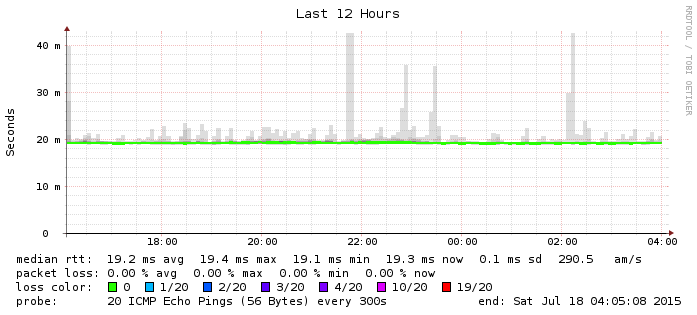 Last 12 Hours
RRDTOOL / TOBI OETIKER
Seconds
40 m
30 m
20 m
10 m
0
18:00 20:00 22:00 00:00 02:00 04:00
median rtt: 19.2 ms avg 19.4 ms max 19.1 ms min 19.3 ms now 0.1 ms sd 290.5 am/s
packet loss: 0.00 % avg 0.00 % max 0.00 % min 0.00 % now
loss color: 0 1/20 2/20 3/20 4/20 10/20 19/20
probe: 20 ICMP Echo Pings (56 Bytes) every 300s end: Sat Jul 18 04:05:08 2015